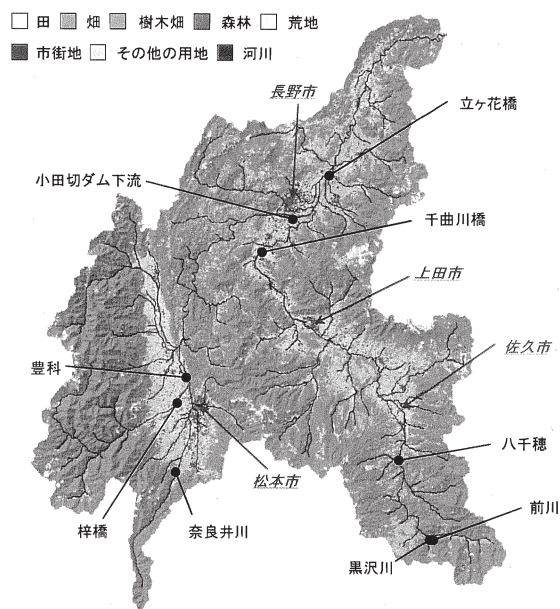 田 畑 樹木畑 森林 荒地
市街地 その他の用地 河川
長野市
立ヶ花橋
小田切ダム下流
千曲川橋
上田市
佐久市
豊科
八千穂
松本市
前川
梓橋
奈良井川
黒沢川